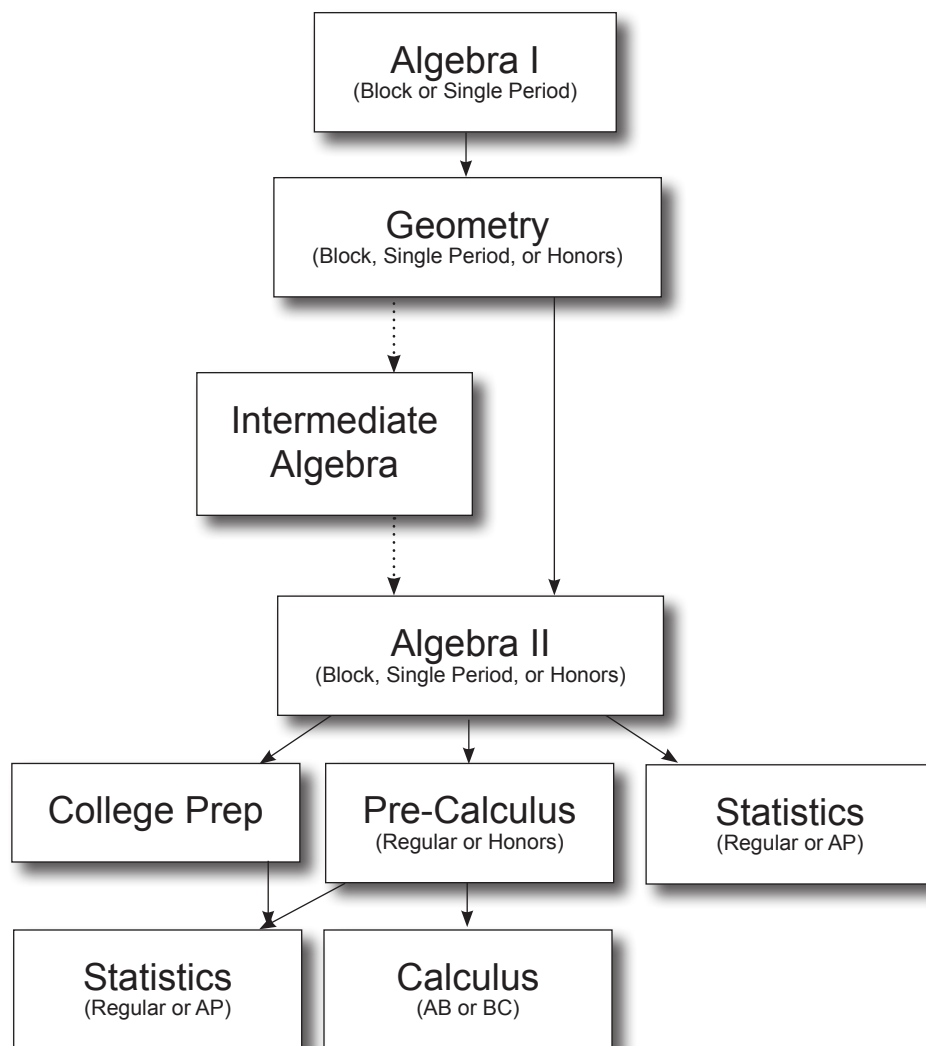 Algebra I
(Block or Single Period)
Geometry
(Block, Single Period, or Honors)
Intermediate
Algebra
Algebra II
(Block, Single Period, or Honors)
College Prep
Pre-Calculus
(Regular or Honors)
Statistics
(Regular or AP)
Statistics
(Regular or AP)
Calculus
(AB or BC)